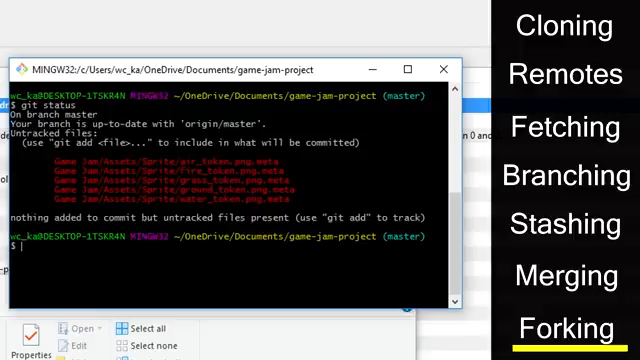 MINGW32:/c/Users/wc_ka/OneDrive/Documents/game-jam-project
wc_ka@DESKTOP-1TSKR4N MINGW32 ~/OneDrive/Documents/game-jam-project (master)
$ git status
On branch master
Your branch is up-to-date with 'origin/master'.
Untracked files:
(use "git add <file>..." to include in what will be committed)
Game Jam/Assets/Sprite/air_token.png.meta
Game Jam/Assets/Sprite/fire_token.png.meta
Game Jam/Assets/Sprite/grass_token.png.meta
Game Jam/Assets/Sprite/ground_token.png.meta
Game Jam/Assets/Sprite/water_token.png.meta
nothing added to commit but untracked files present (use "git add" to track)
wc_ka@DESKTOP-1TSKR4N MINGW32 ~/OneDrive/Documents/game-jam-project (master)
$
n 0 and
Open
Edit
Properties
Select all
Select none
Cloning
Remotes
Fetching
Branching
Stashing
Merging
Forking